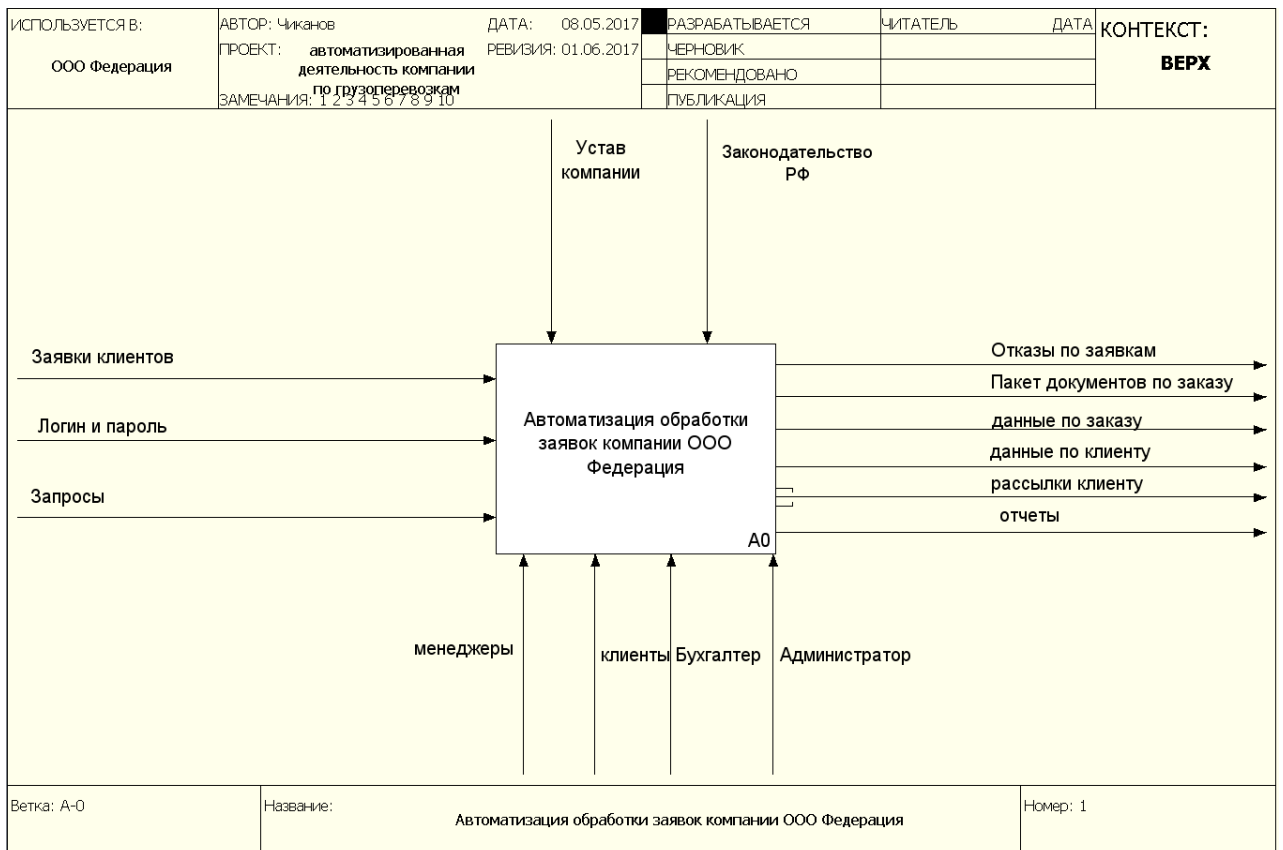 ИСПОЛЬЗУЕТСЯ В:
ООО Федерация
АВТОР: Чиканов
ДАТА: 08.05.2017
ПРОЕКТ: автоматизированная
деятельность компании
по грузоперевозкам
РЕВИЗИЯ: 01.06.2017
ЗАМЕЧАНИЯ: 1 2 3 4 5 6 7 8 9 10
РАЗРАБАТЫВАЕТСЯ
ЧЕРНОВИК
РЕКОМЕНДОВАНО
ПУБЛИКАЦИЯ
ЧИТАТЕЛЬ ДАТА
КОНТЕКСТ:
ВЕРХ
Устав
компании
Законодательство
РФ
Заявки клиентов
Логин и пароль
Запросы
Автоматизация обработки
заявок компании ООО
Федерация
A0
Отказы по заявкам
Пакет документов по заказу
данные по заказу
данные по клиенту
рассылки клиенту
отчеты
менеджеры
клиенты
Бухгалтер
Администратор
Ветка: A-0
Название:
Автоматизация обработки заявок компании ООО Федерация
Номер: 1